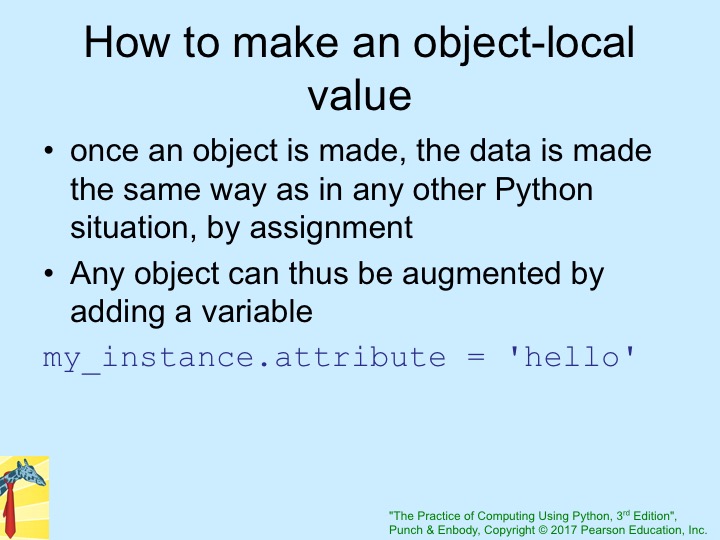 How to make an object-local
value
• once an object is made, the data is made
the same way as in any other Python
situation, by assignment
• Any object can thus be augmented by
adding a variable
my_instance.attribute = 'hello'
"The Practice of Computing Using Python, 3rd Edition",
Punch & Enbody, Copyright © 2017 Pearson Education, Inc.